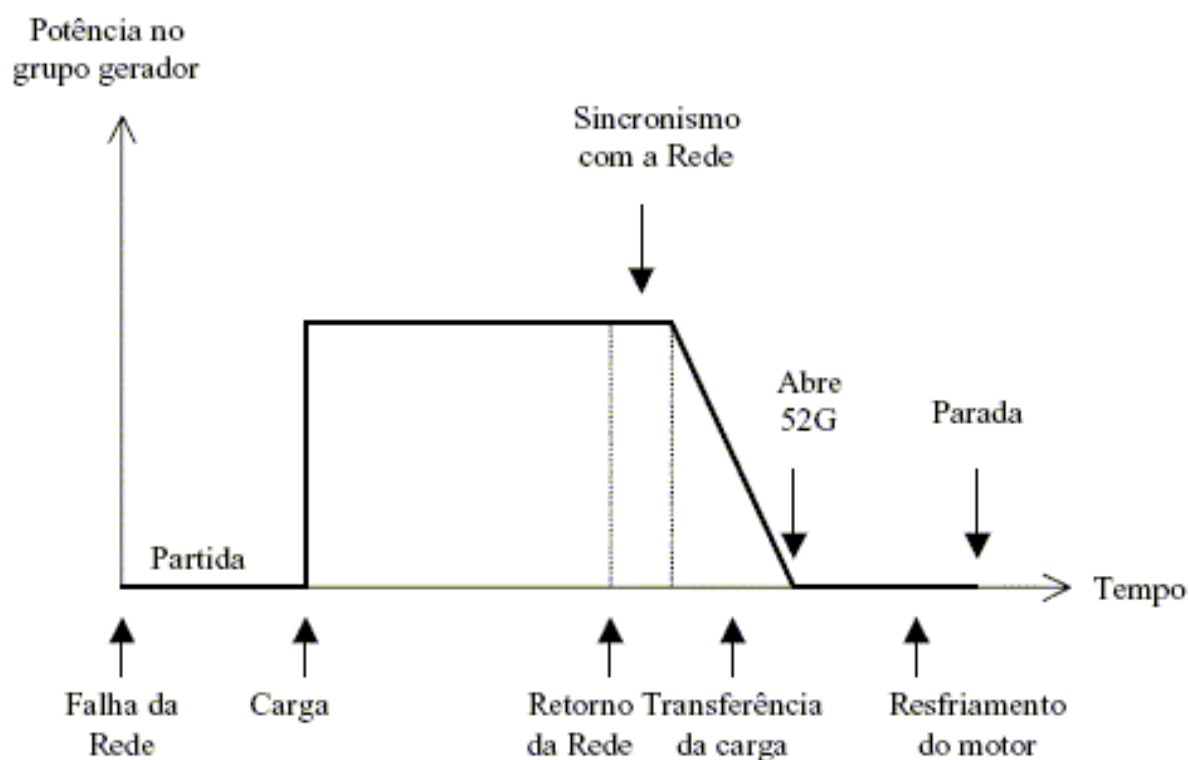 Potência no
grupo gerador
Sincronismo
com a Rede
Abre
52G
Parada
Partida
Tempo
Falha da
Rede
Carga
Retorno
da Rede
Transferência
da carga
Resfriamento
do motor